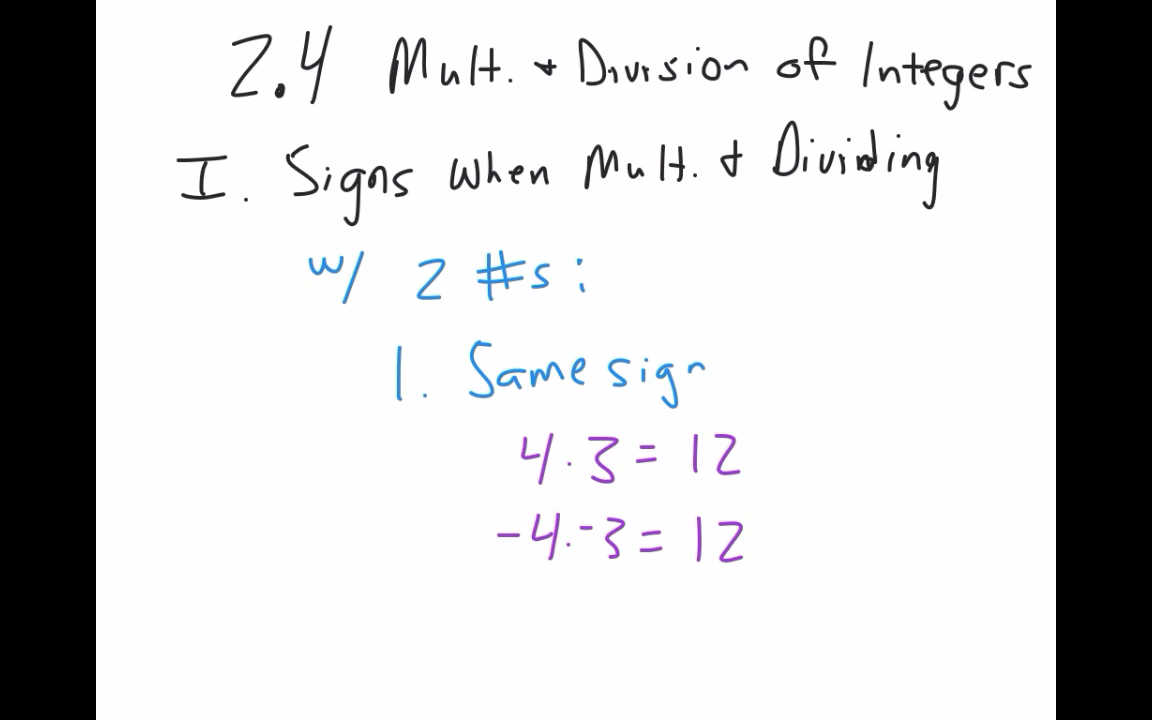 2.4 Mult. + Division of Integers
I. Signs When Mult. + Dividing
w/ 2 #s:
1. Same sign
4·3=12
-4·-3=12